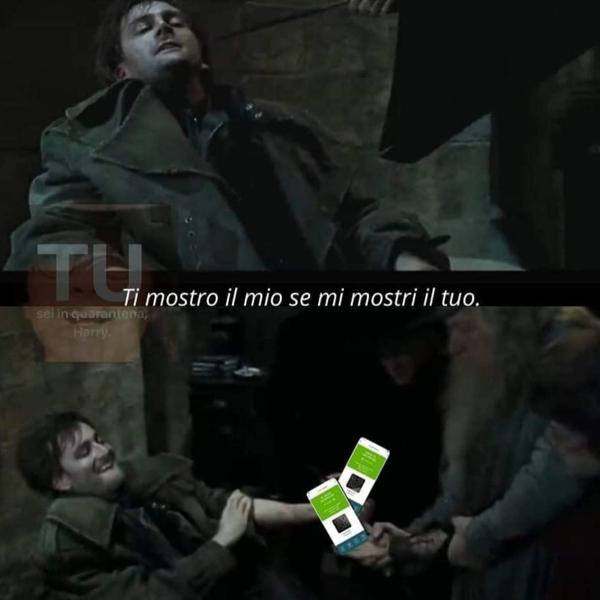 TU
sei in quarantena,
Harry.
Ti mostro il mio se mi mostri il tuo.